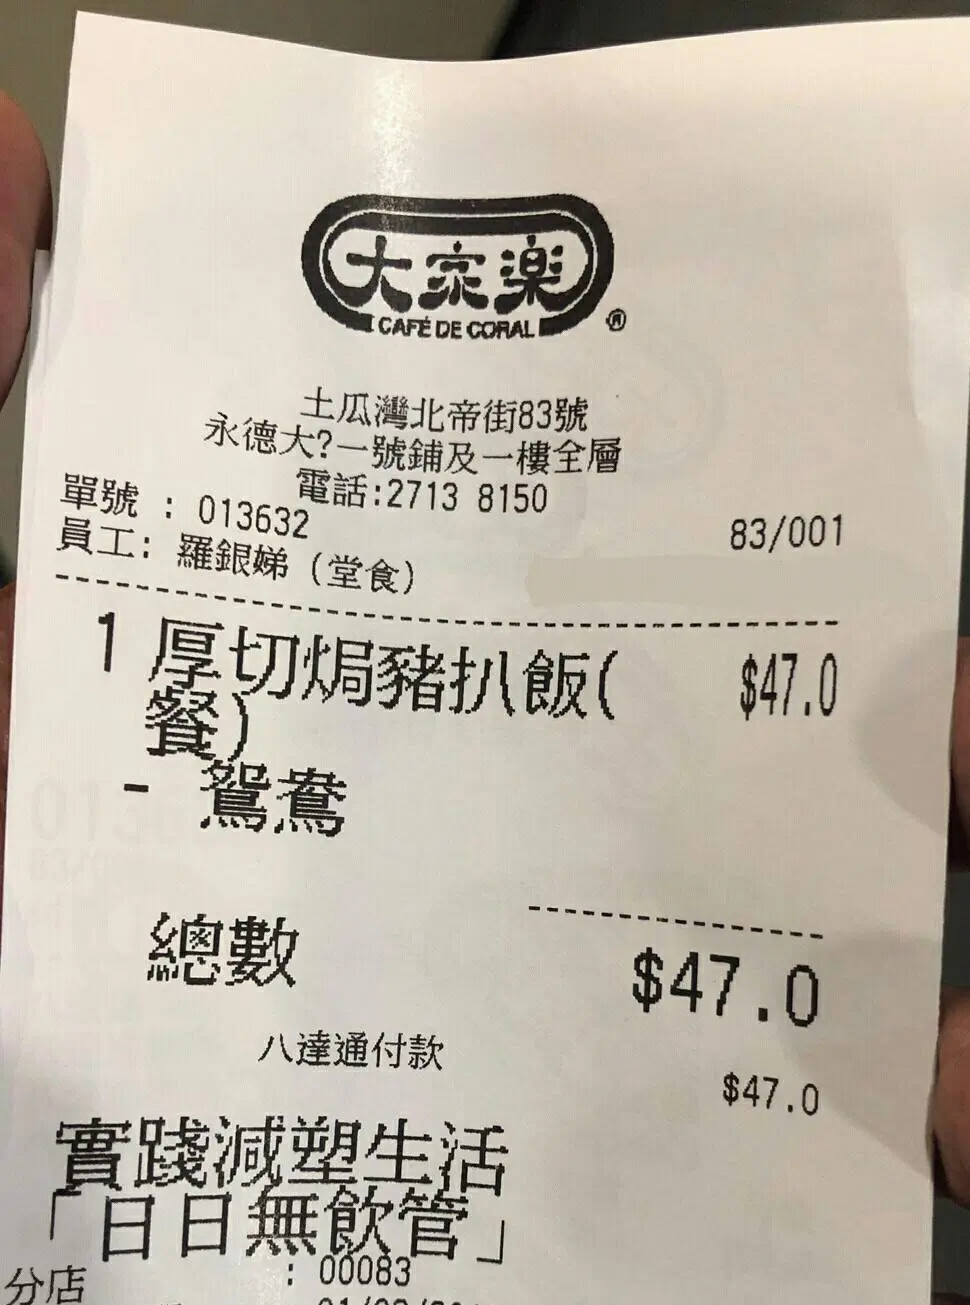 大家樂
CAFÉ DE CORAL
土瓜灣北帝街83號
永德大?一號鋪及一樓全層
電話:2713 8150
單號 : 013632
83/001
員工: 羅銀娣 (堂食)
1 厚切焗豬扒飯( $47.0
餐)
- 鴛鴦
總數 $47.0
八達通付款 $47.0
實踐減塑生活
「日日無飲管」
分店 : 00083